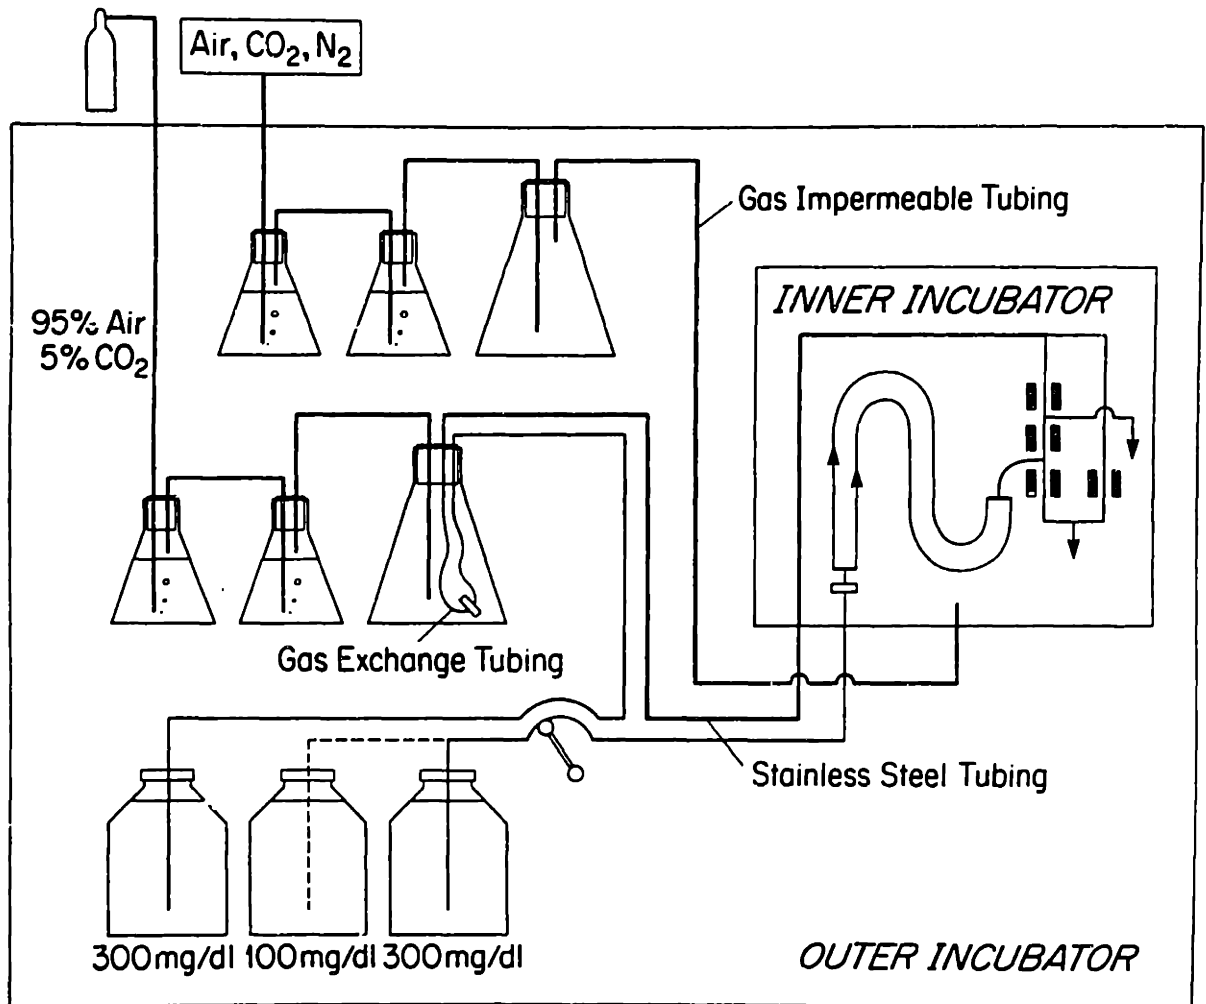 Air, CO2, N2
Gas Impermeable Tubing
INNER INCUBATOR
95% Air
5% CO2
Gas Exchange Tubing
Stainless Steel Tubing
300mg/dl 100mg/dl 300mg/dl
OUTER INCUBATOR